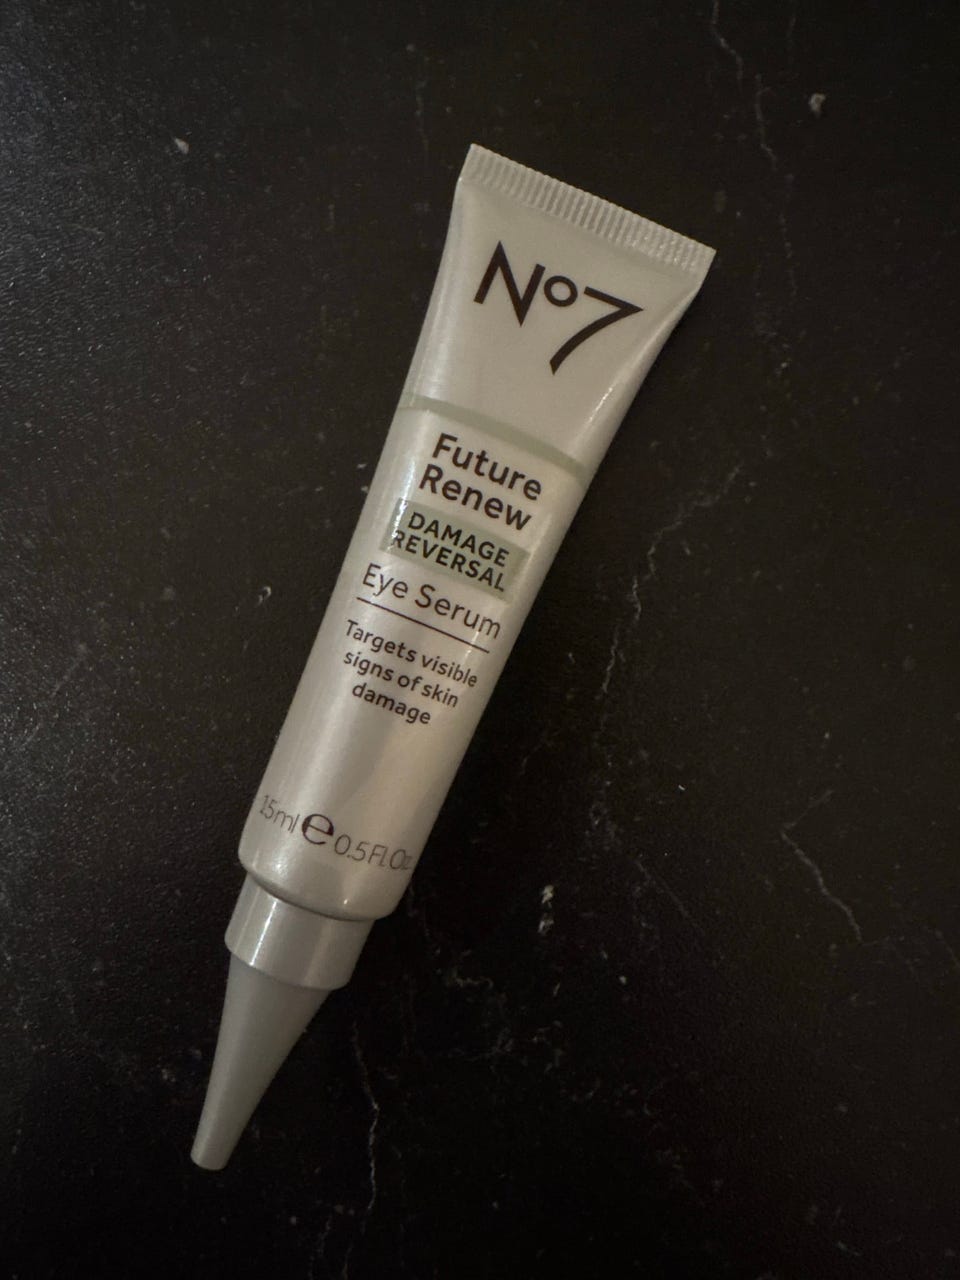 No7
Future
Renew
DAMAGE
REVERSAL
Eye Serum
Targets visible
signs of skin
damage
15ml e 0.5Fl.Oz